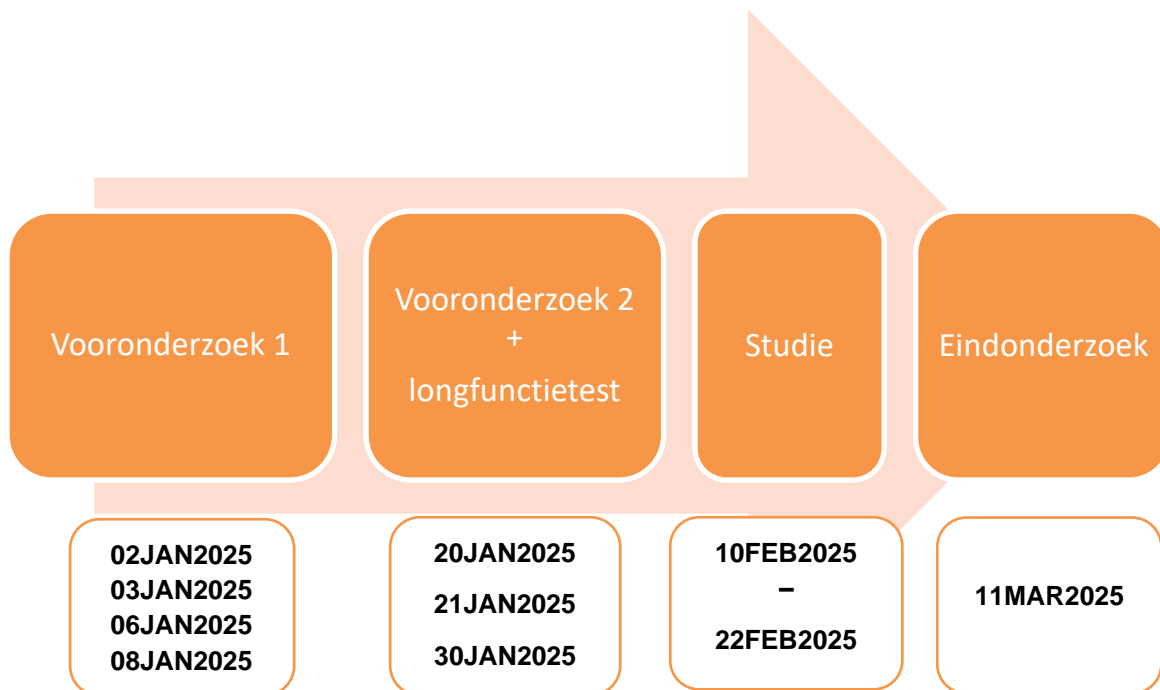 Vooronderzoek 1
Vooronderzoek 2
+
longfunctietest
Studie
Eindonderzoek
02JAN2025
03JAN2025
06JAN2025
08JAN2025
20JAN2025
21JAN2025
30JAN2025
10FEB2025
–
22FEB2025
11MAR2025